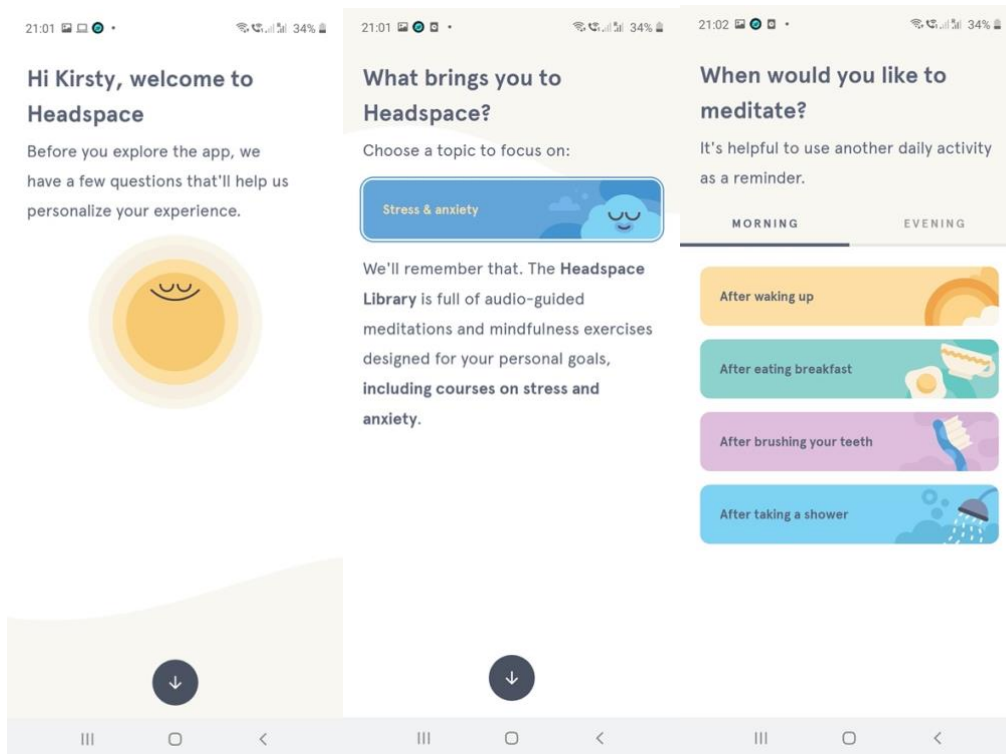 21:01
34%
Hi Kirsty, welcome to
Headspace
Before you explore the app, we
have a few questions that'll help us
personalize your experience.
21:01
34%
What brings you to
Headspace?
Choose a topic to focus on:
Stress & anxiety
We'll remember that. The Headspace
Library is full of audio-guided
meditations and mindfulness exercises
designed for your personal goals,
including courses on stress and
anxiety.
21:02
34%
When would you like to
meditate?
It's helpful to use another daily activity
as a reminder.
MORNING EVENING
After waking up
After eating breakfast
After brushing your teeth
After taking a shower